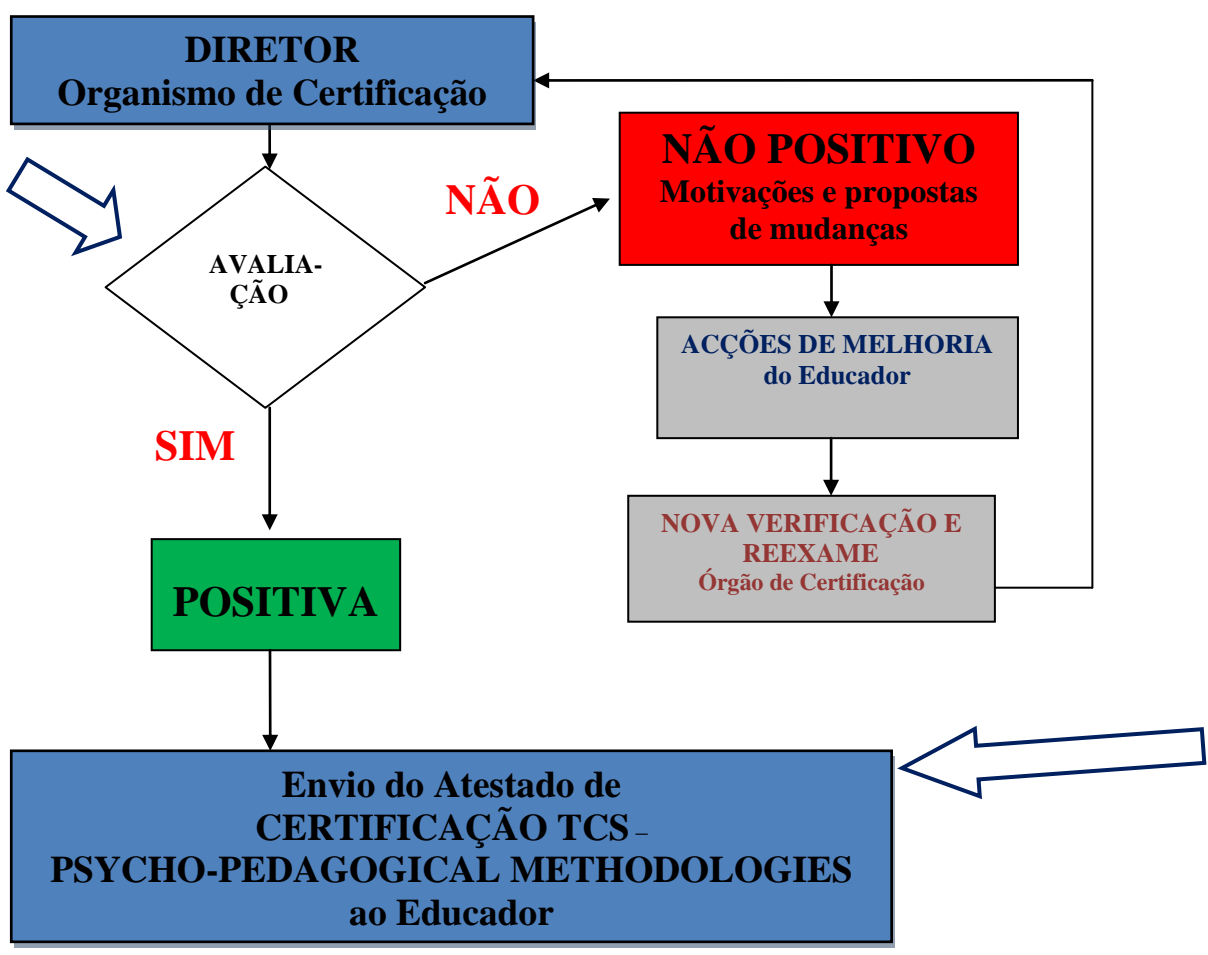 DIRETOR
Organismo de Certificação
NÃO
NÃO POSITIVO
Motivações e propostas
de mudanças
AVALIA-
ÇÃO
ACÇÕES DE MELHORIA
do Educador
SIM
NOVA VERIFICAÇÃO E
REEXAME
Órgão de Certificação
POSITIVA
Envio do Atestado de
CERTIFICAÇÃO TCS –
PSYCHO-PEDAGOGICAL METHODOLOGIES
ao Educador